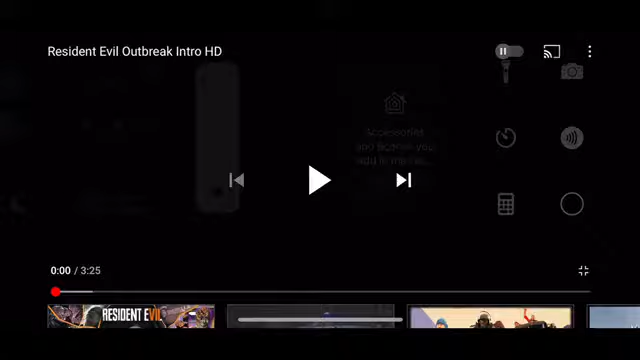 Resident Evil Outbreak Intro HD
Accessories
and scenes you
add in
0:00 / 3:25
RESIDENT EVIL